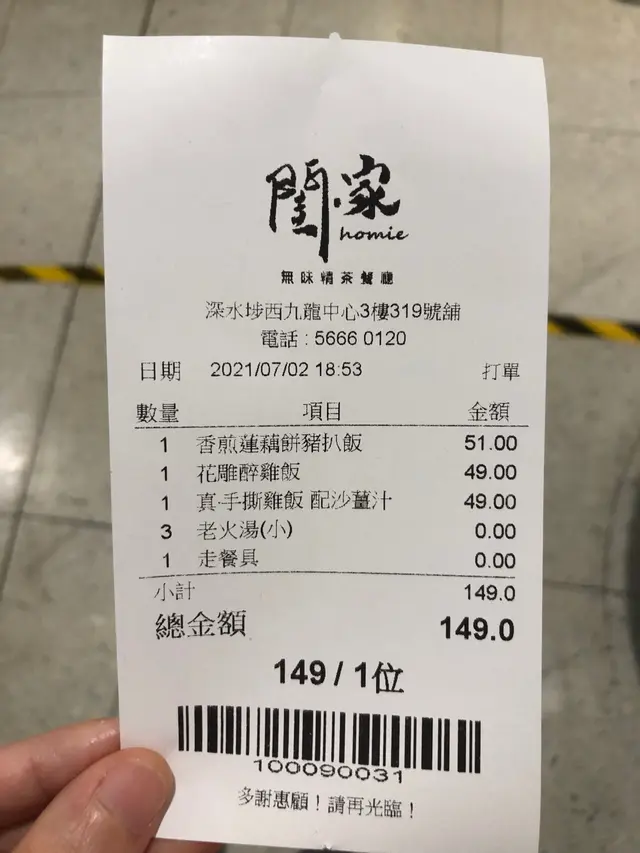 閨·家
homie
無味精茶餐廳
深水埗西九龍中心3樓319號舖
電話：5666 0120
日期 2021/07/02 18:53 打單
數量 項目 金額
1 香煎蓮藕餅豬扒飯 51.00
1 花雕醉雞飯 49.00
1 真·手撕雞飯 配沙薑汁 49.00
3 老火湯(小) 0.00
1 走餐具 0.00
小計 149.0
總金額 149.0
149 / 1位
100090031
多謝惠顧！請再光臨！